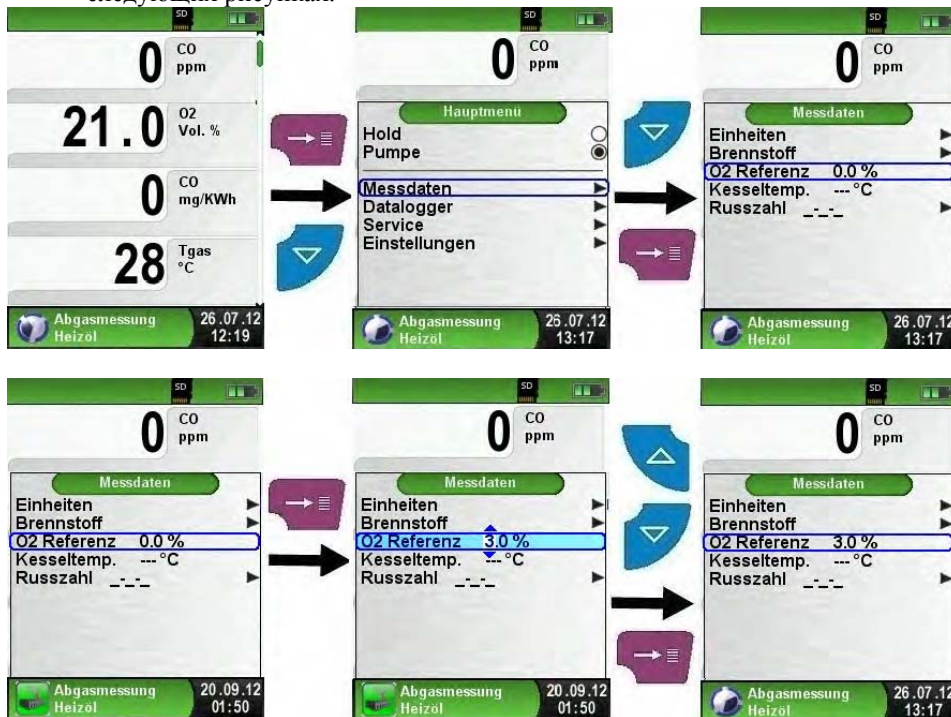 следующих рисунках.
SD
0 CO ppm
21.0 O2 Vol. %
0 CO mg/KWh
28 Tgas °C
Abgasmessung 26.07.12
Heizöl 12:19
SD
0 CO ppm
Hauptmenü
Hold
Pumpe
Messdaten
Datalogger
Service
Einstellungen
Abgasmessung 26.07.12
Heizöl 13:17
SD
0 CO ppm
Messdaten
Einheiten
Brennstoff
O2 Referenz 0.0 %
Kesseltemp. --- °C
Russzahl _-_-_
Abgasmessung 26.07.12
Heizöl 13:17
SD
0 CO ppm
Messdaten
Einheiten
Brennstoff
O2 Referenz 0.0 %
Kesseltemp. --- °C
Russzahl _-_-_
Abgasmessung 20.09.12
Heizöl 01:50
SD
0 CO ppm
Messdaten
Einheiten
Brennstoff
O2 Referenz 3.0 %
Kesseltemp. --- °C
Russzahl _-_-_
Abgasmessung 20.09.12
Heizöl 01:50
SD
0 CO ppm
Messdaten
Einheiten
Brennstoff
O2 Referenz 3.0 %
Kesseltemp. --- °C
Russzahl _-_-_
Abgasmessung 26.07.12
Heizöl 13:17